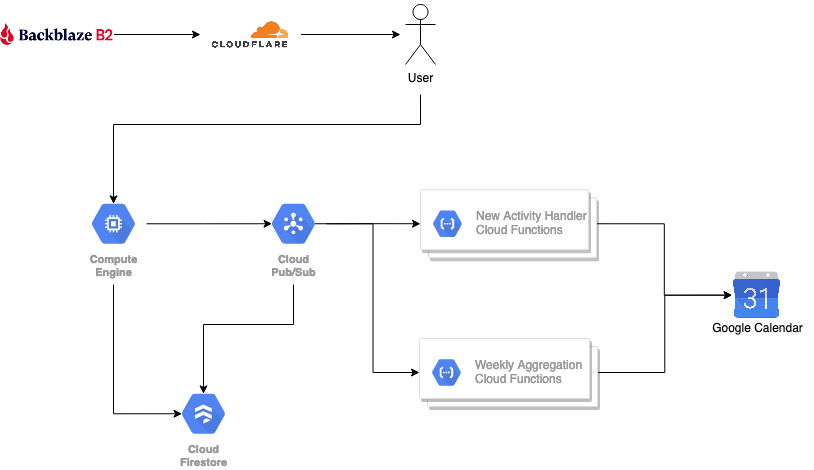 Backblaze B2
CLOUDFLARE
User
Compute
Engine
Cloud
Pub/Sub
New Activity Handler
Cloud Functions
31
Google Calendar
Weekly Aggregation
Cloud Functions
Cloud
Firestore